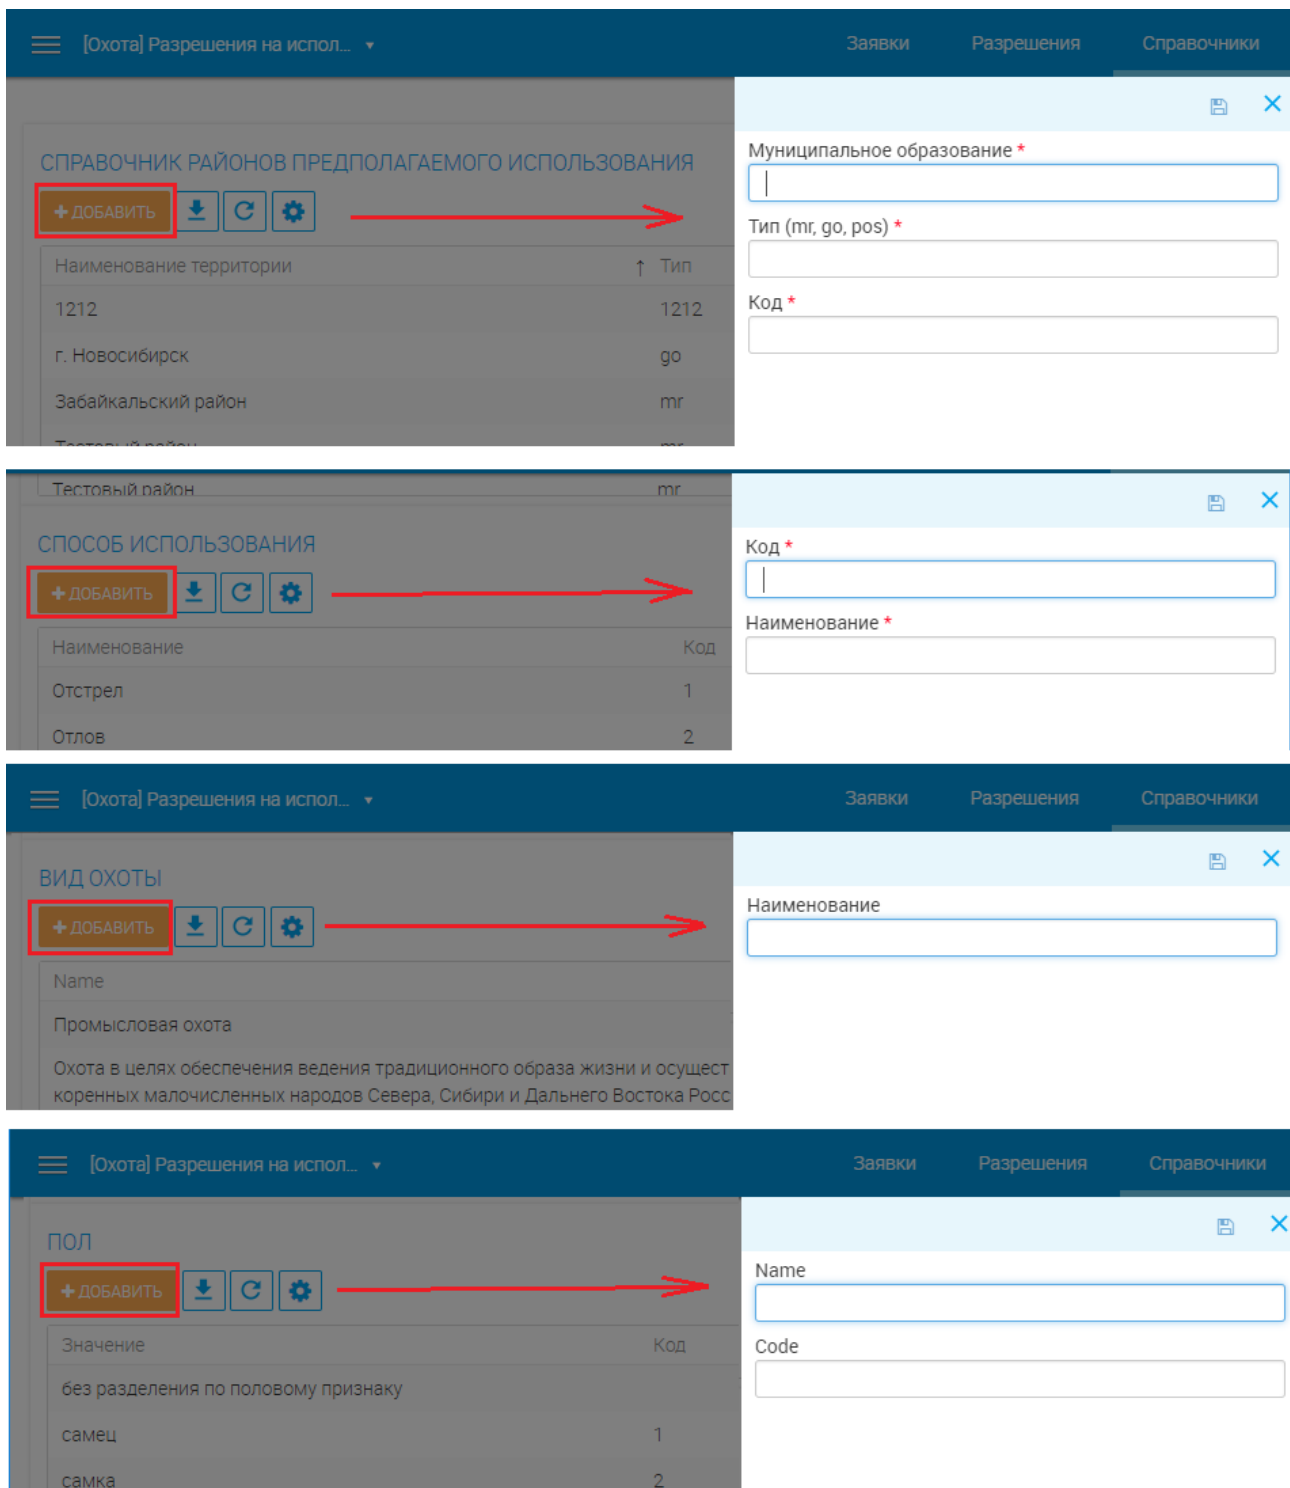 [Охота] Разрешения на испол... Заявки Разрешения Справочники
СПРАВОЧНИК РАЙОНОВ ПРЕДПОЛАГАЕМОГО ИСПОЛЬЗОВАНИЯ
+ ДОБАВИТЬ
Наименование территории ↑ Тип
1212 1212
г. Новосибирск go
Забайкальский район mr
Тестовый район mr
Муниципальное образование *
Тип (mr, go, pos) *
Код *
Тестовый район mr
СПОСОБ ИСПОЛЬЗОВАНИЯ
+ ДОБАВИТЬ
Наименование Код
Отстрел 1
Отлов 2
Код *
Наименование *
[Охота] Разрешения на испол... Заявки Разрешения Справочники
ВИД ОХОТЫ
+ ДОБАВИТЬ
Name
Промысловая охота
Охота в целях обеспечения ведения традиционного образа жизни и осущест
коренных малочисленных народов Севера, Сибири и Дальнего Востока Росс
Наименование
[Охота] Разрешения на испол... Заявки Разрешения Справочники
ПОЛ
+ ДОБАВИТЬ
Значение Код
без разделения по половому признаку
самец 1
самка 2
Name
Code